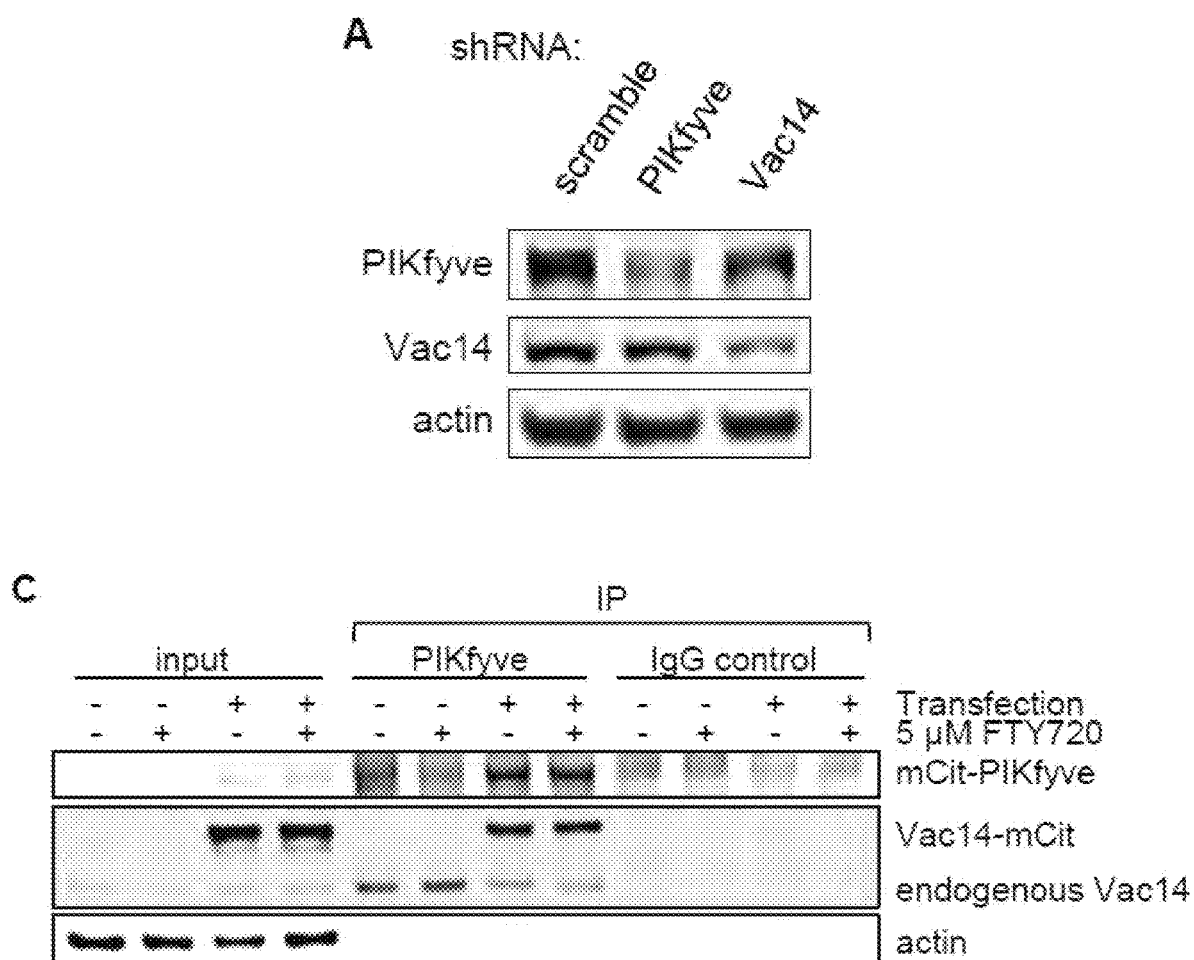 A
shRNA:
scramble PIKfyve Vac14
PIKfyve
Vac14
actin
C
IP
input PIKfyve IgG control
- - + + - - + + - - + + Transfection
- + - + - + - + - + - + 5 µM FTY720
mCit-PIKfyve
Vac14-mCit
endogenous Vac14
actin